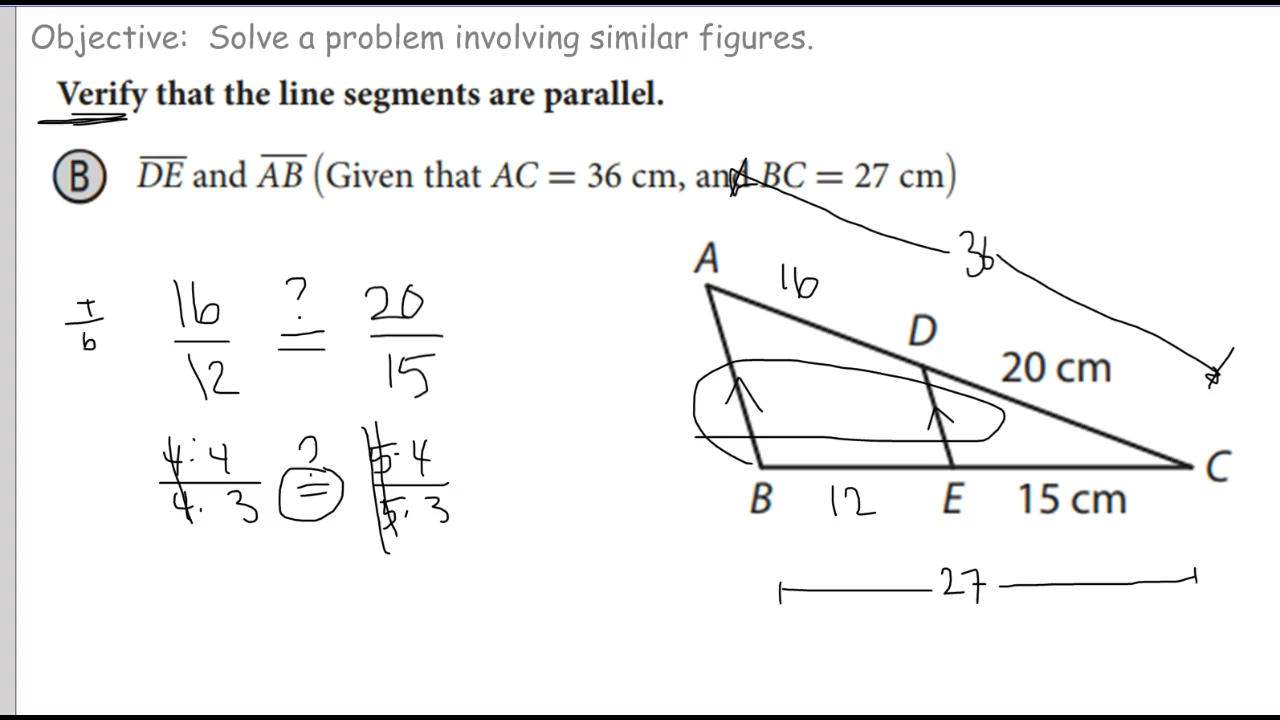 Objective: Solve a problem involving similar figures.
Verify that the line segments are parallel.
B DE and AB (Given that AC = 36 cm, and BC = 27 cm)
36
A 16
D
20 cm
T/b 16/12 ?= 20/15
4·4/4·3 ?= 5·4/5·3
C
B 12 E 15 cm
27